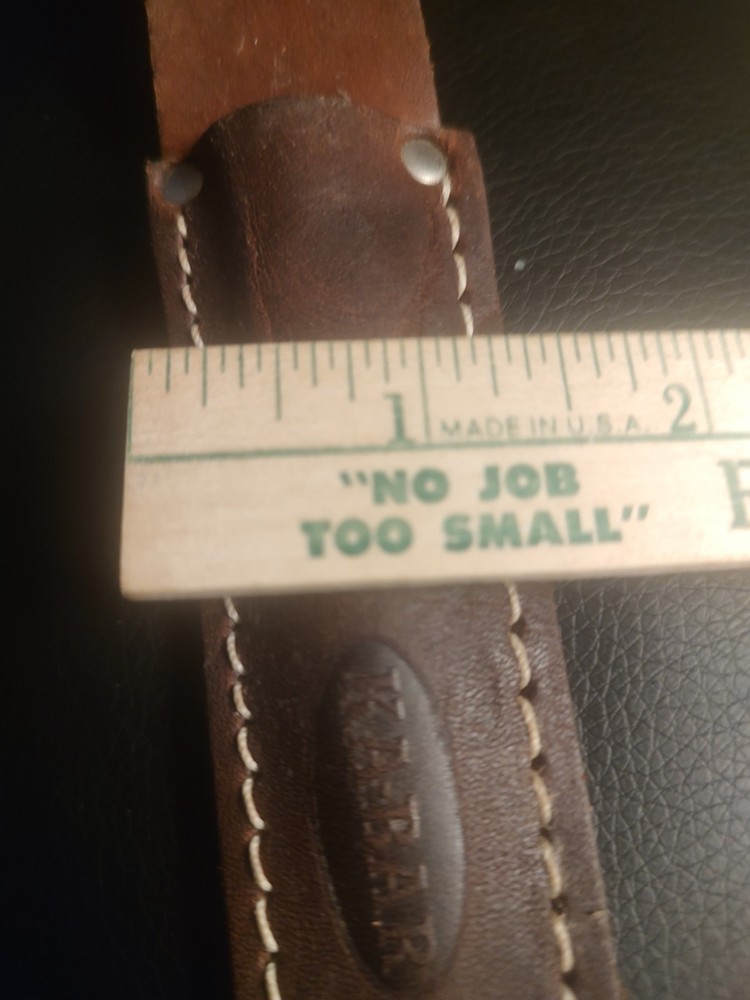 1 MADE IN U.S.A. 2
"NO JOB
TOO SMALL"
KA-BAR